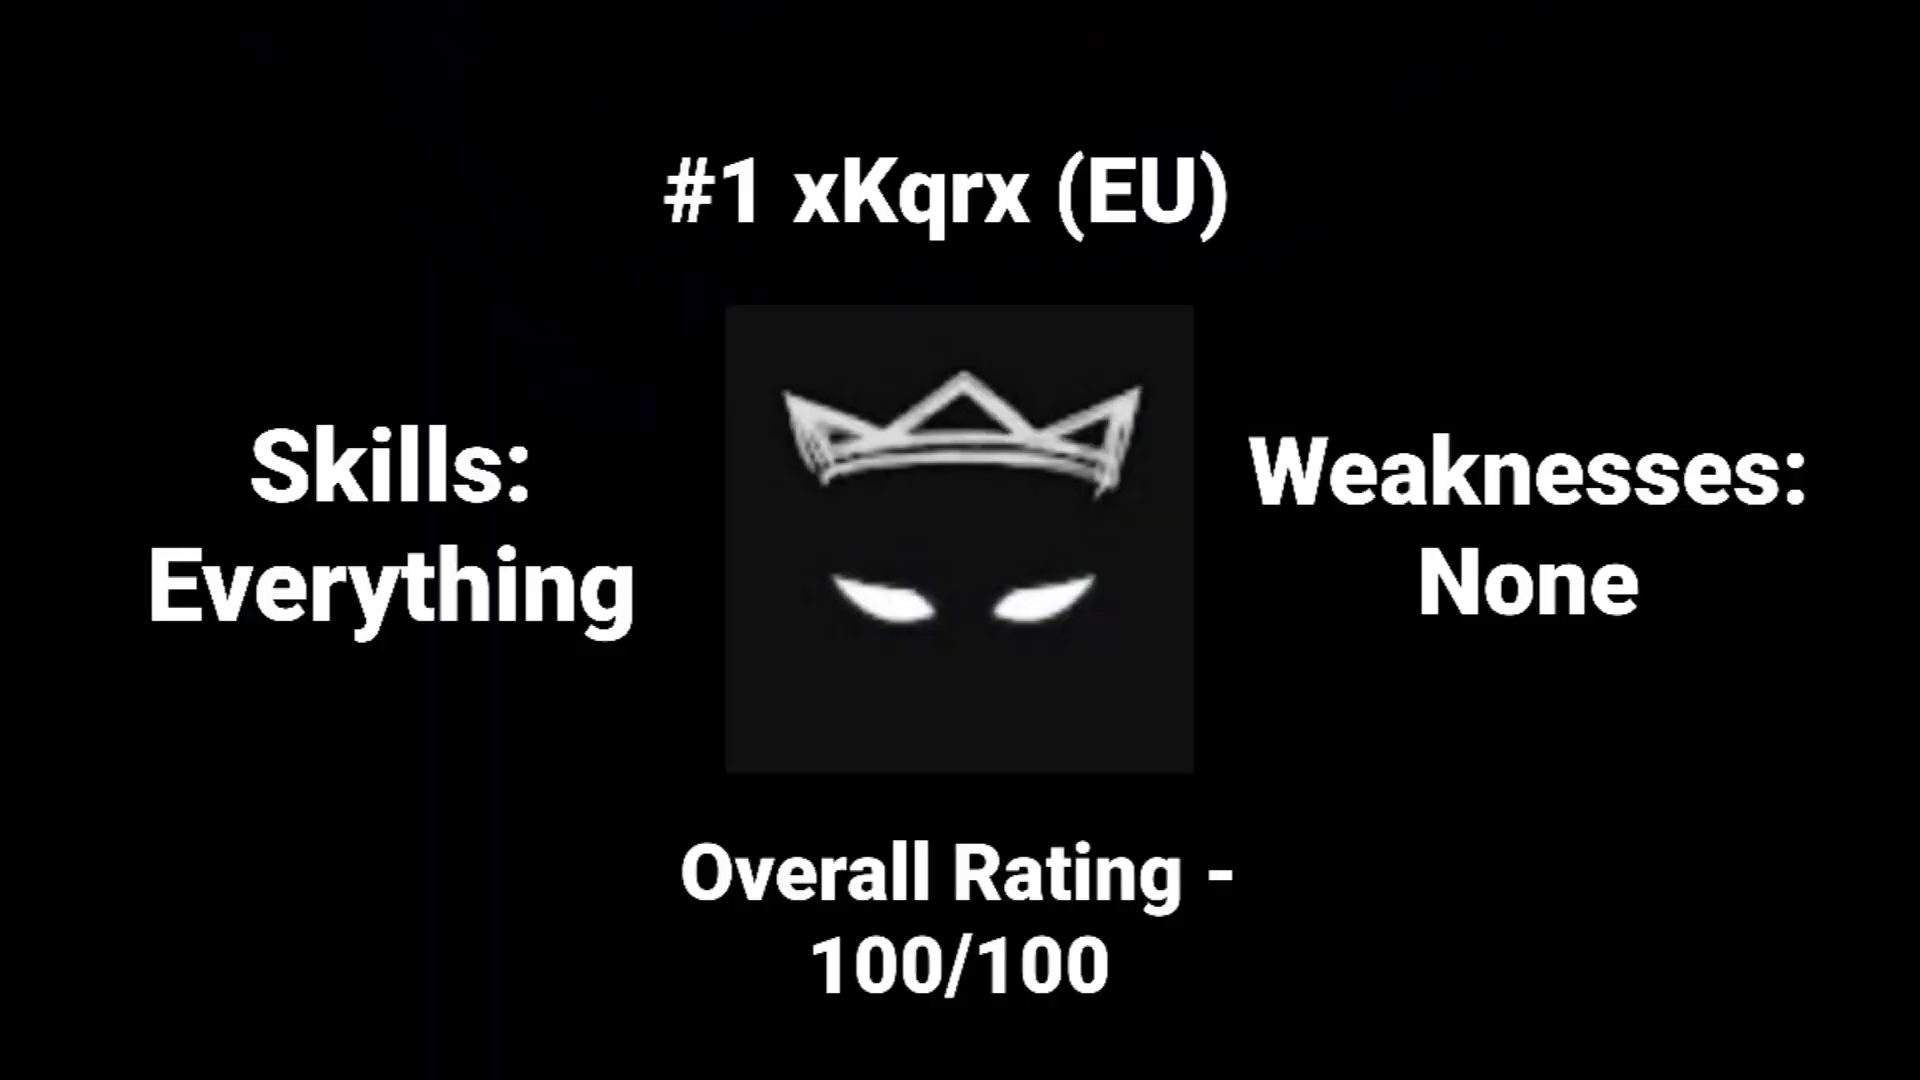 #1 xKqrx (EU)
Skills:
Everything
Weaknesses:
None
Overall Rating -
100/100